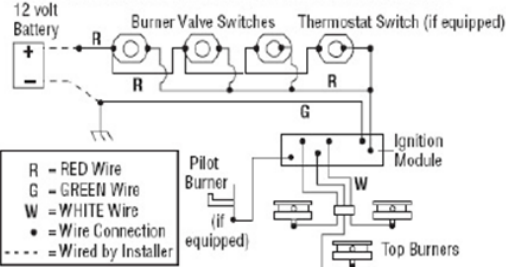 12 volt
Battery
+
−
R
Burner Valve Switches
Thermostat Switch (if equipped)
R
R
G
Ignition
Module
W
Pilot
Burner
(if
equipped)
Top Burners
R = RED Wire
G = GREEN Wire
W = WHITE Wire
• = Wire Connection
---- = Wired by Installer